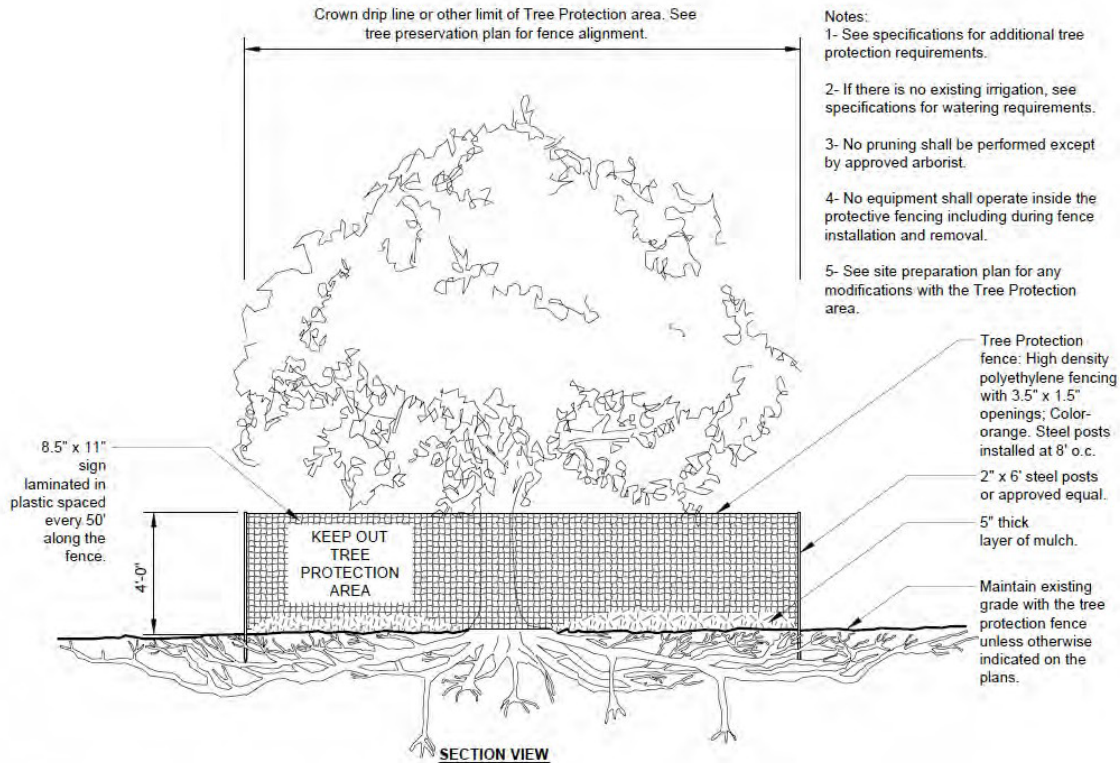 Crown drip line or other limit of Tree Protection area. See
tree preservation plan for fence alignment.
Notes:
1- See specifications for additional tree
protection requirements.
2- If there is no existing irrigation, see
specifications for watering requirements.
3- No pruning shall be performed except
by approved arborist.
4- No equipment shall operate inside the
protective fencing including during fence
installation and removal.
5- See site preparation plan for any
modifications with the Tree Protection
area.
Tree Protection
fence: High density
polyethylene fencing
with 3.5" x 1.5"
openings; Color-
orange. Steel posts
installed at 8' o.c.
2" x 6' steel posts
or approved equal.
5" thick
layer of mulch.
Maintain existing
grade with the tree
protection fence
unless otherwise
indicated on the
plans.
8.5" x 11"
sign
laminated in
plastic spaced
every 50'
along the
fence.
4'-0"
KEEP OUT
TREE
PROTECTION
AREA
SECTION VIEW